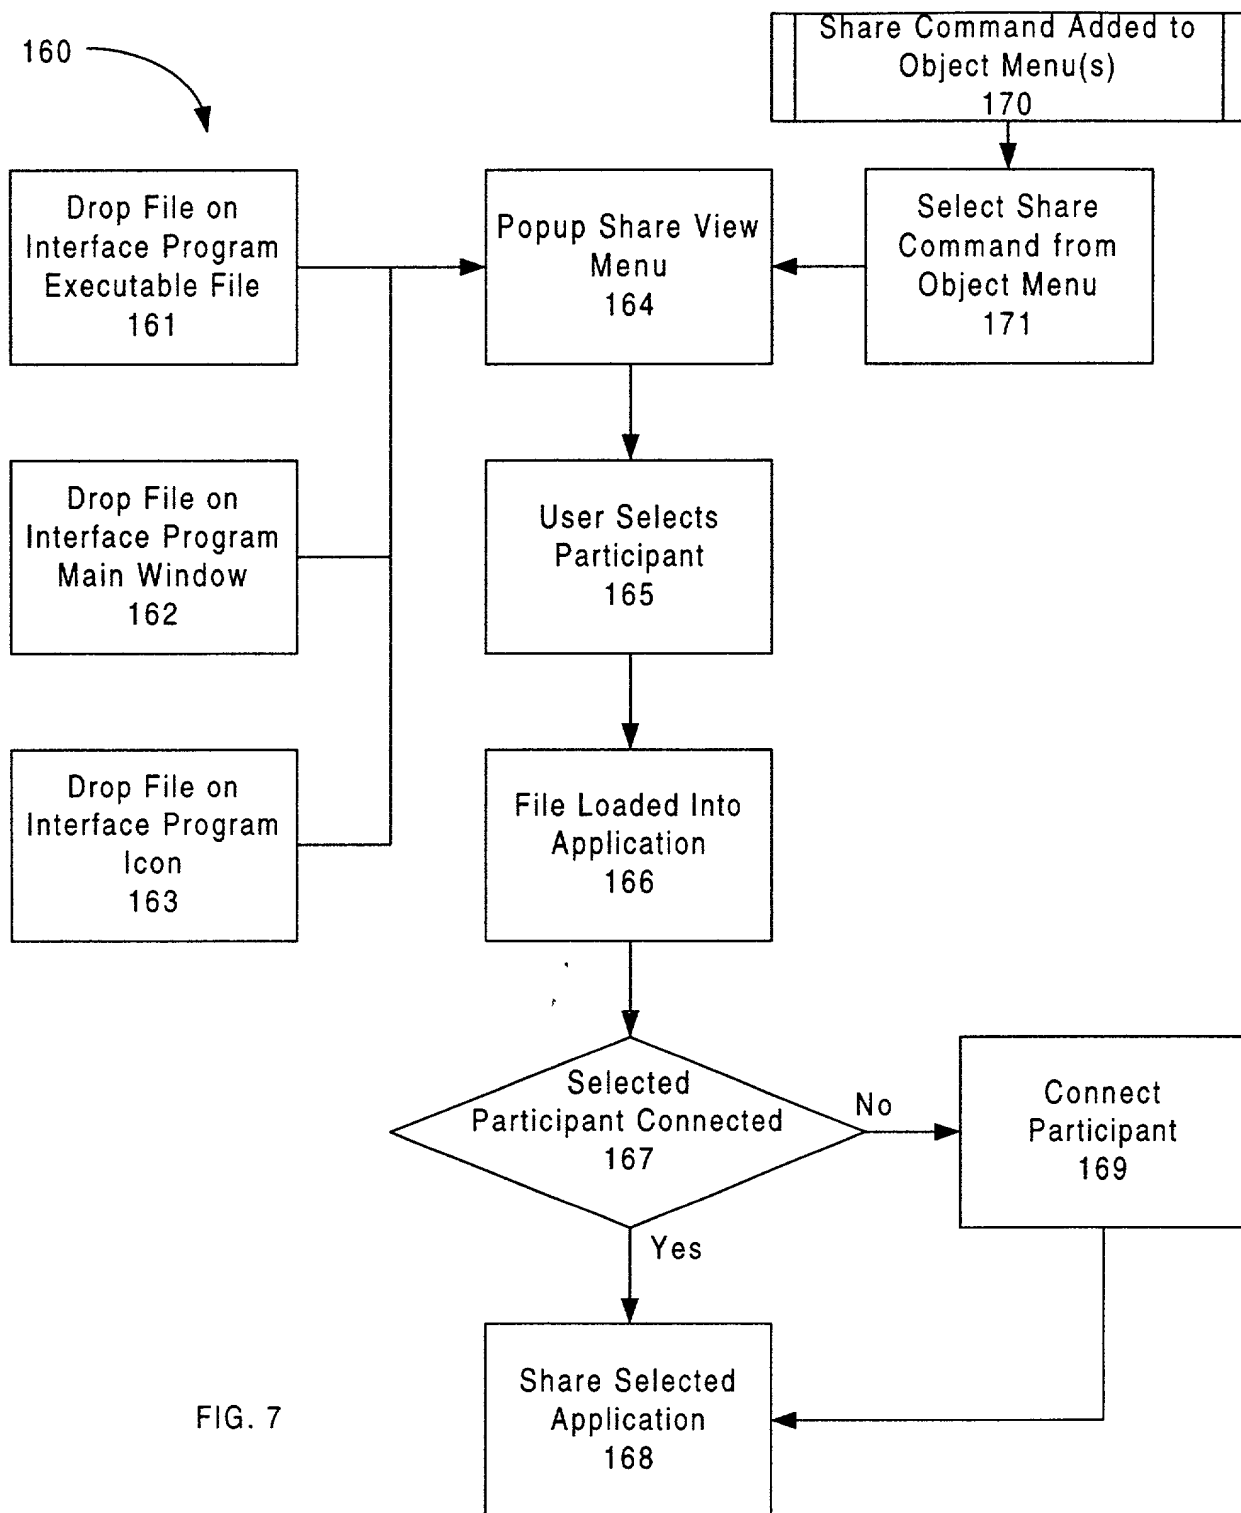 160
Share Command Added to
Object Menu(s)
170
Drop File on
Interface Program
Executable File
161
Popup Share View
Menu
164
Select Share
Command from
Object Menu
171
Drop File on
Interface Program
Main Window
162
User Selects
Participant
165
Drop File on
Interface Program
Icon
163
File Loaded Into
Application
166
Selected
Participant Connected
167
No
Connect
Participant
169
Yes
Share Selected
Application
168
FIG. 7